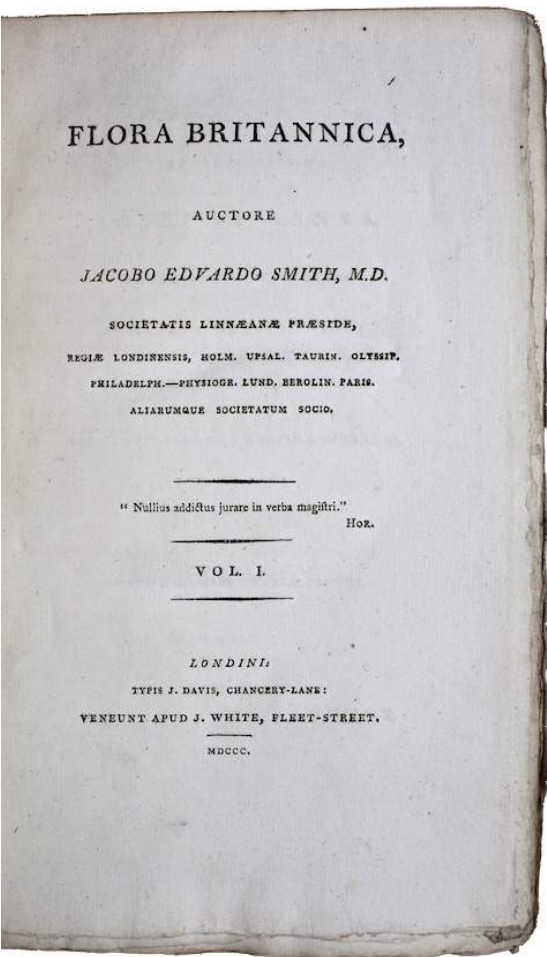 FLORA BRITANNICA,
AUCTORE
JACOBO EDVARDO SMITH, M.D.
SOCIETATIS LINNÆANÆ PRÆSIDE,
REGIÆ LONDINENSIS, HOLM. UPSAL. TAURIN. OLYSSIP.
PHILADELPH.—PHYSIOGR. LUND. BEROLIN. PARIS.
ALIARUMQUE SOCIETATUM SOCIO.
“ Nullius addictus jurare in verba magiſtri.”
HOR.
VOL. I.
LONDINI:
TYPIS J. DAVIS, CHANCERY-LANE:
VENEUNT APUD J. WHITE, FLEET-STREET.
MDCCC.